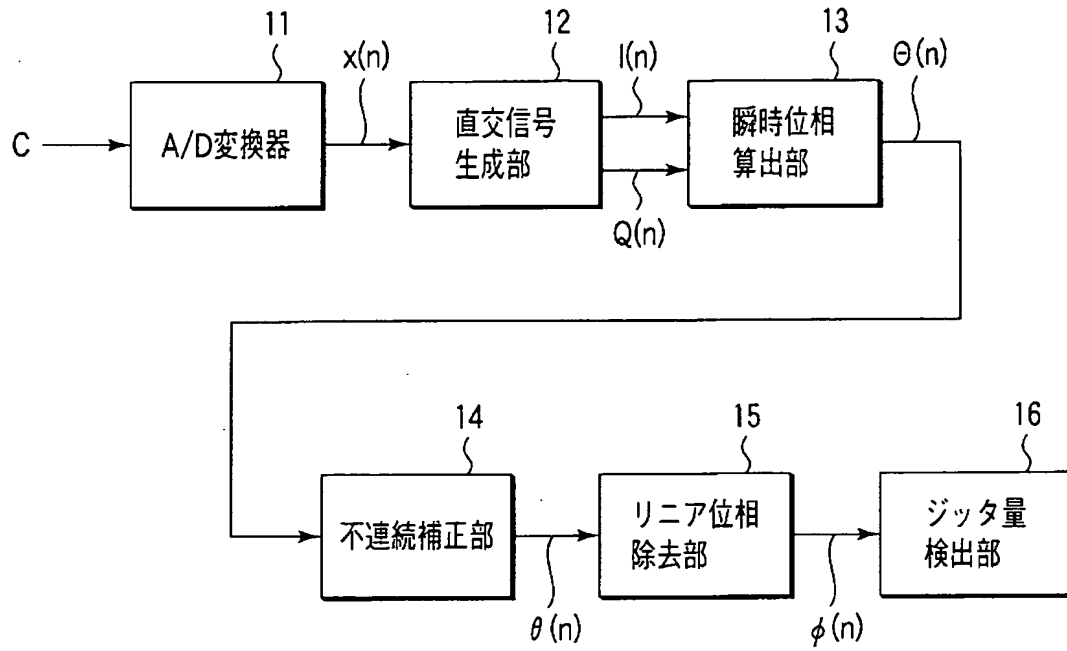 11
12
13
x(n)
I(n)
Θ(n)
C
A/D変換器
直交信号
生成部
瞬時位相
算出部
Q(n)
14
15
16
不連続補正部
リニア位相
除去部
ジッタ量
検出部
θ(n)
φ(n)